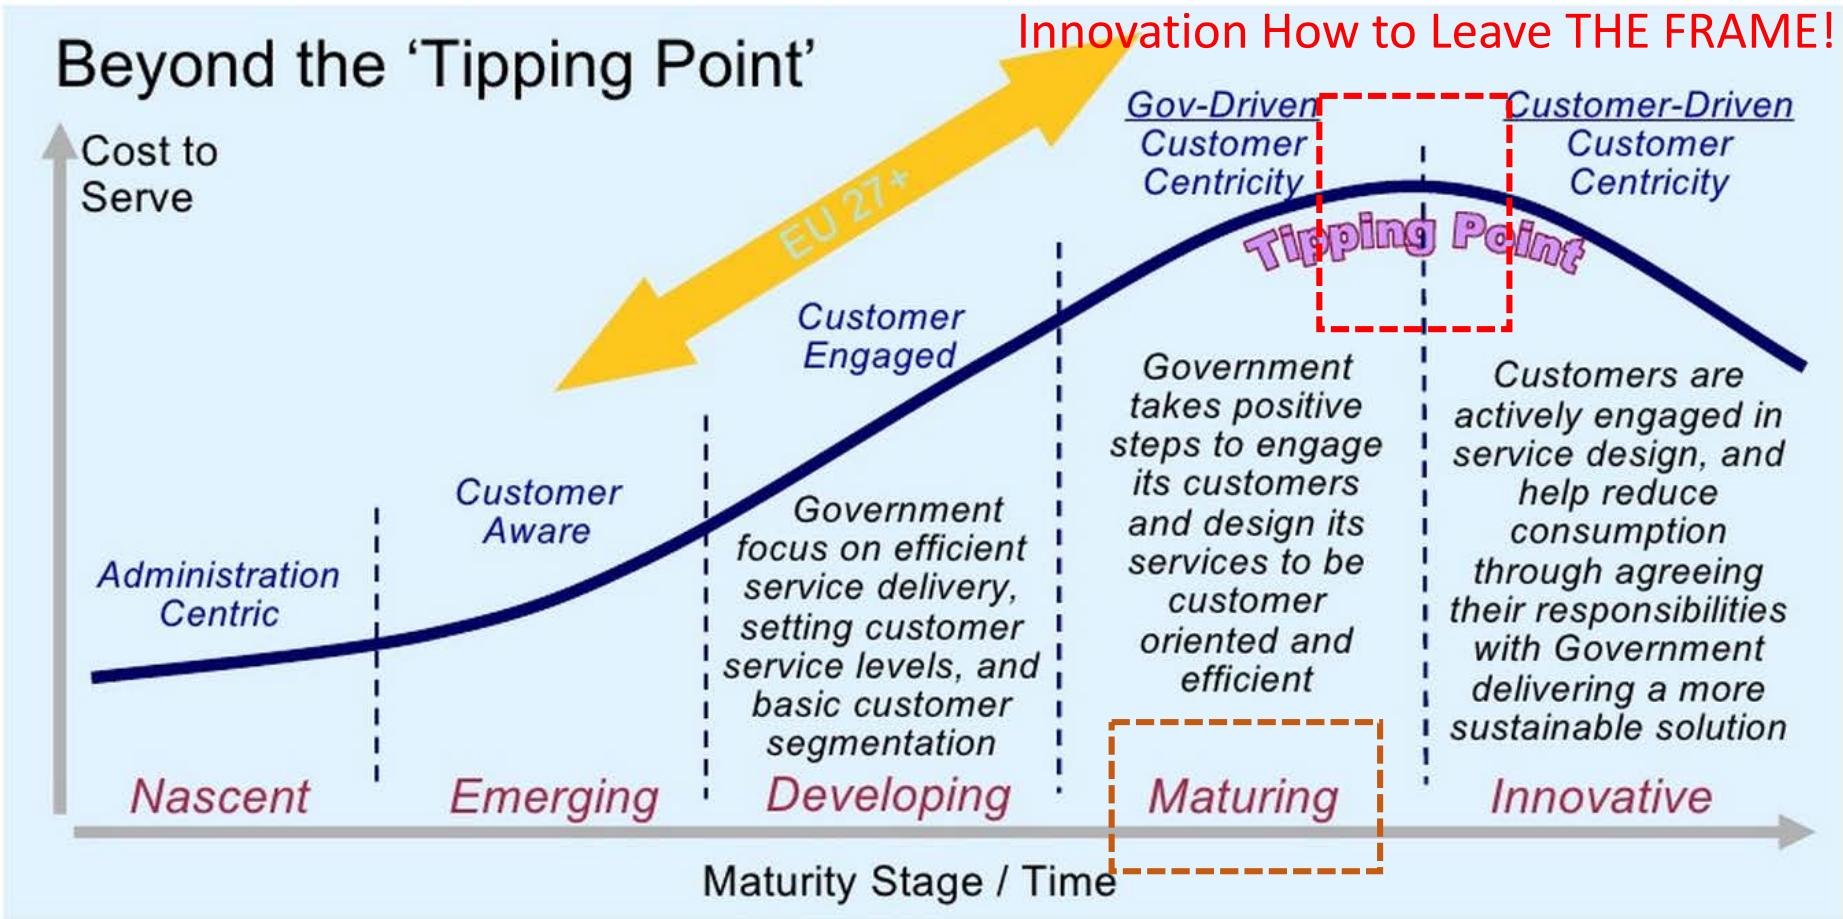 Innovation How to Leave THE FRAME!
Beyond the ‘Tipping Point’
Cost to
Serve
EU 27+
Gov-Driven
Customer
Centricity
Customer-Driven
Customer
Centricity
Tipping Point
Customer
Engaged
Customer
Aware
Administration
Centric
Government
focus on efficient
service delivery,
setting customer
service levels, and
basic customer
segmentation
Government
takes positive
steps to engage
its customers
and design its
services to be
customer
oriented and
efficient
Customers are
actively engaged in
service design, and
help reduce
consumption
through agreeing
their responsibilities
with Government
delivering a more
sustainable solution
Nascent
Emerging
Developing
Maturing
Innovative
Maturity Stage / Time